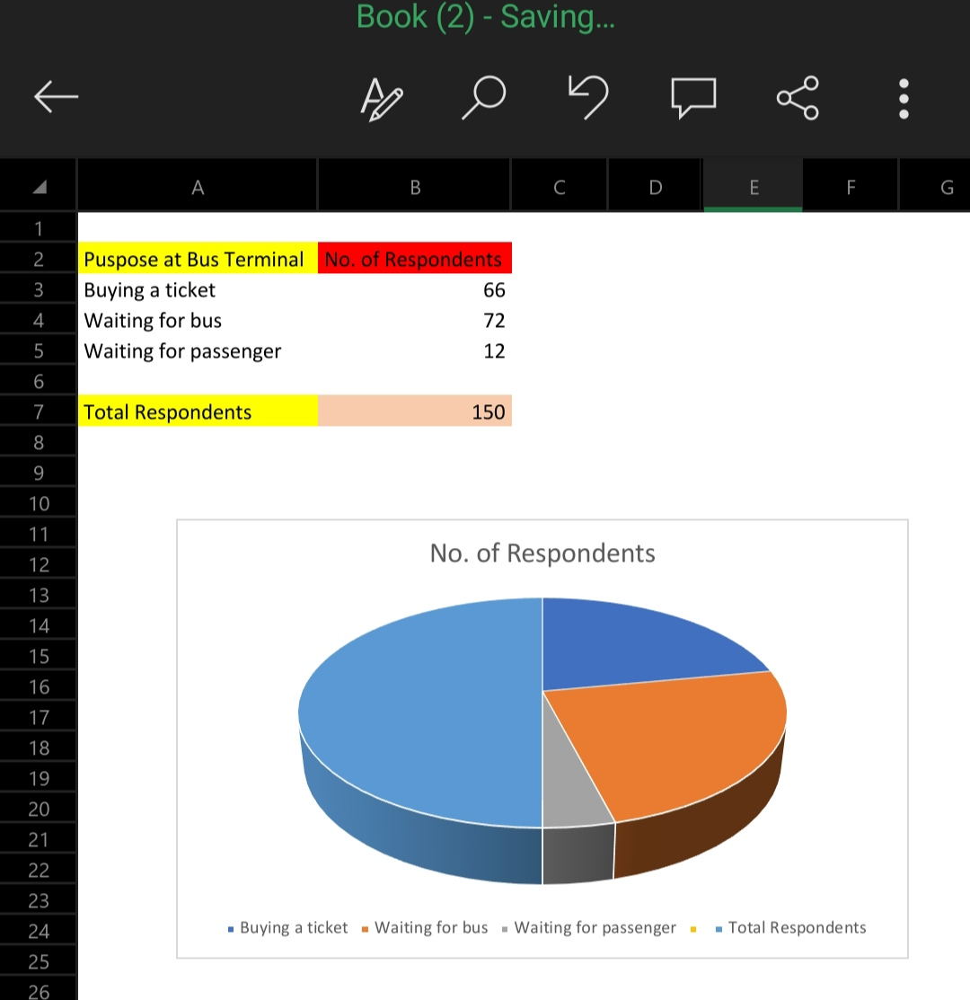 Book (2) - Saving...
A B C D E F G
1
2 Puspose at Bus Terminal No. of Respondents
3 Buying a ticket 66
4 Waiting for bus 72
5 Waiting for passenger 12
6
7 Total Respondents 150
8
9
10
11
12 No. of Respondents
13
14
15
16
17
18
19
20
21
22
23
24 Buying a ticket Waiting for bus Waiting for passenger Total Respondents
25
26